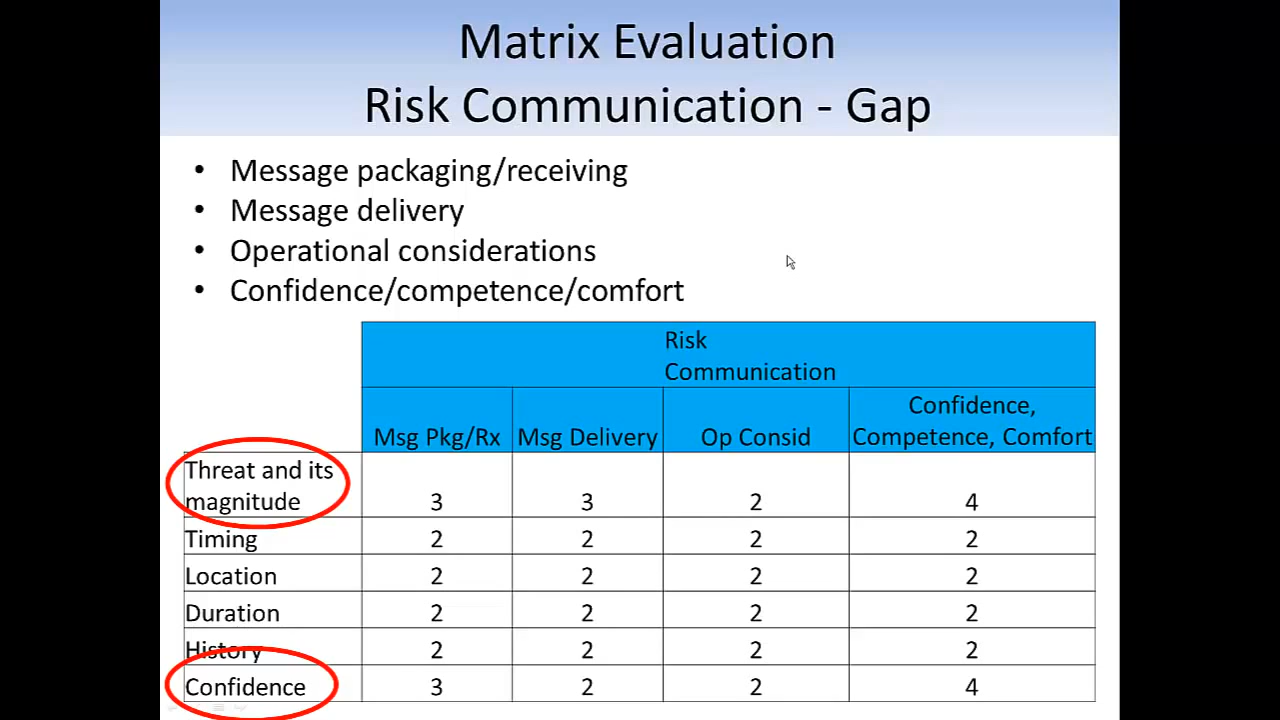 Matrix Evaluation
Risk Communication - Gap
• Message packaging/receiving
• Message delivery
• Operational considerations
• Confidence/competence/comfort
Risk
Communication
Msg Pkg/Rx Msg Delivery Op Consid Confidence,
Competence, Comfort
Threat and its
magnitude 3 3 2 4
Timing 2 2 2 2
Location 2 2 2 2
Duration 2 2 2 2
History 2 2 2 2
Confidence 3 2 2 4